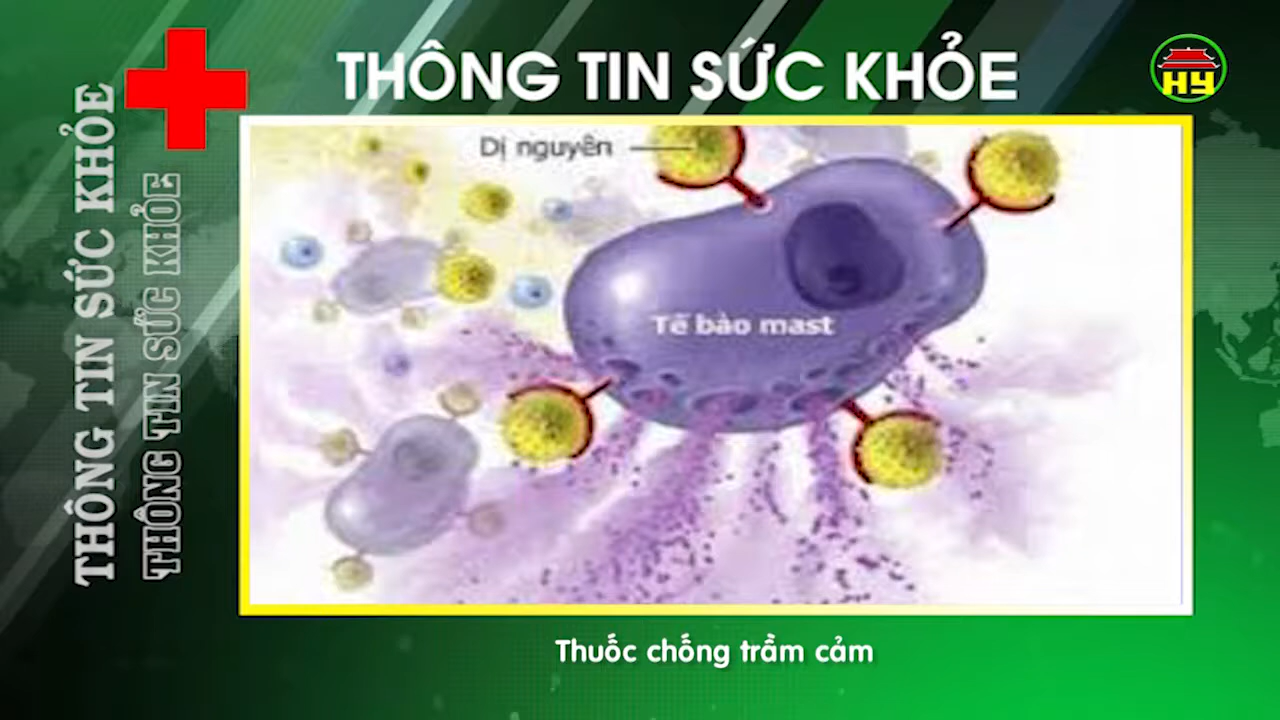 THÔNG TIN SỨC KHỎE
HY
THÔNG TIN SỨC KHỎE
THÔNG TIN SỨC KHỎE
Dị nguyên
Tế bào mast
Thuốc chống trầm cảm